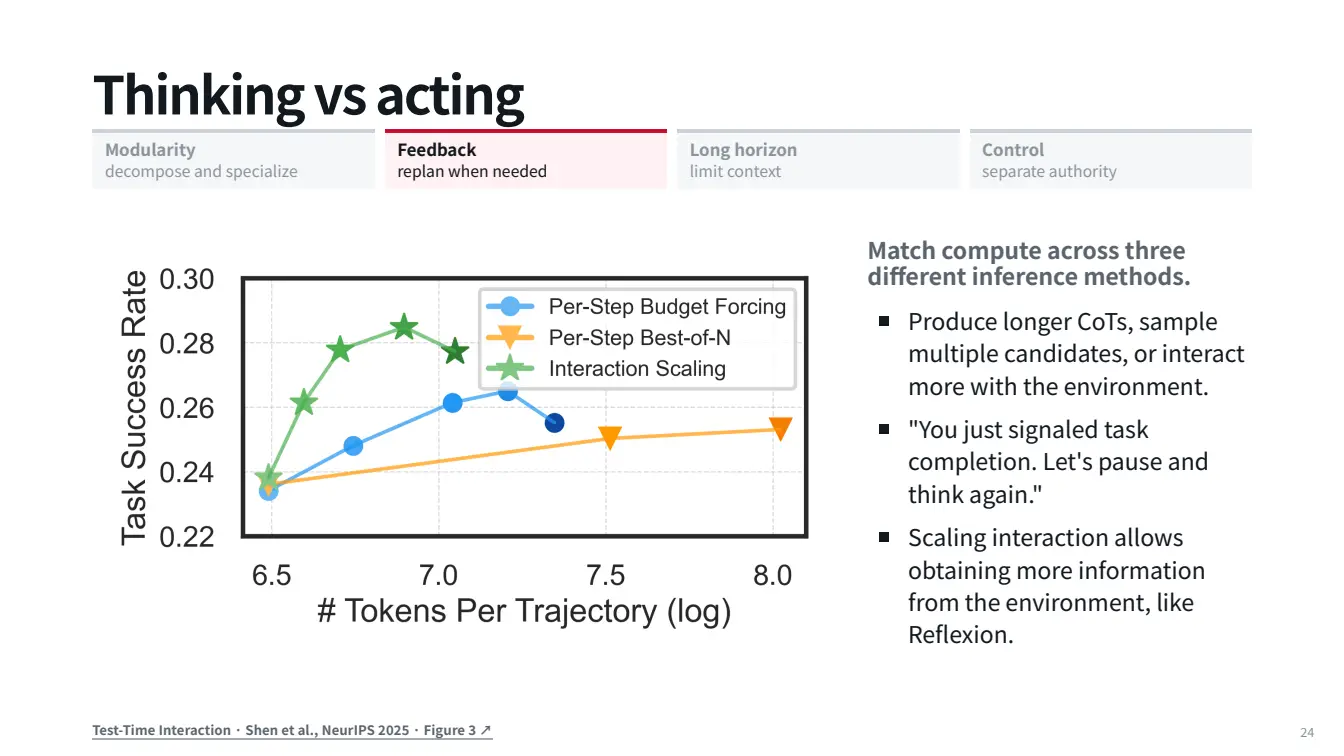 Thinking vs acting
Modularity
decompose and specialize
Feedback
replan when needed
Long horizon
limit context
Control
separate authority
Task Success Rate
0.30
0.28
0.26
0.24
0.22
Per-Step Budget Forcing
Per-Step Best-of-N
Interaction Scaling
6.5 7.0 7.5 8.0
# Tokens Per Trajectory (log)
Match compute across three
different inference methods.
Produce longer CoTs, sample
multiple candidates, or interact
more with the environment.
"You just signaled task
completion. Let's pause and
think again."
Scaling interaction allows
obtaining more information
from the environment, like
Reflexion.
Test-Time Interaction · Shen et al., NeurIPS 2025 · Figure 3 ↗
24